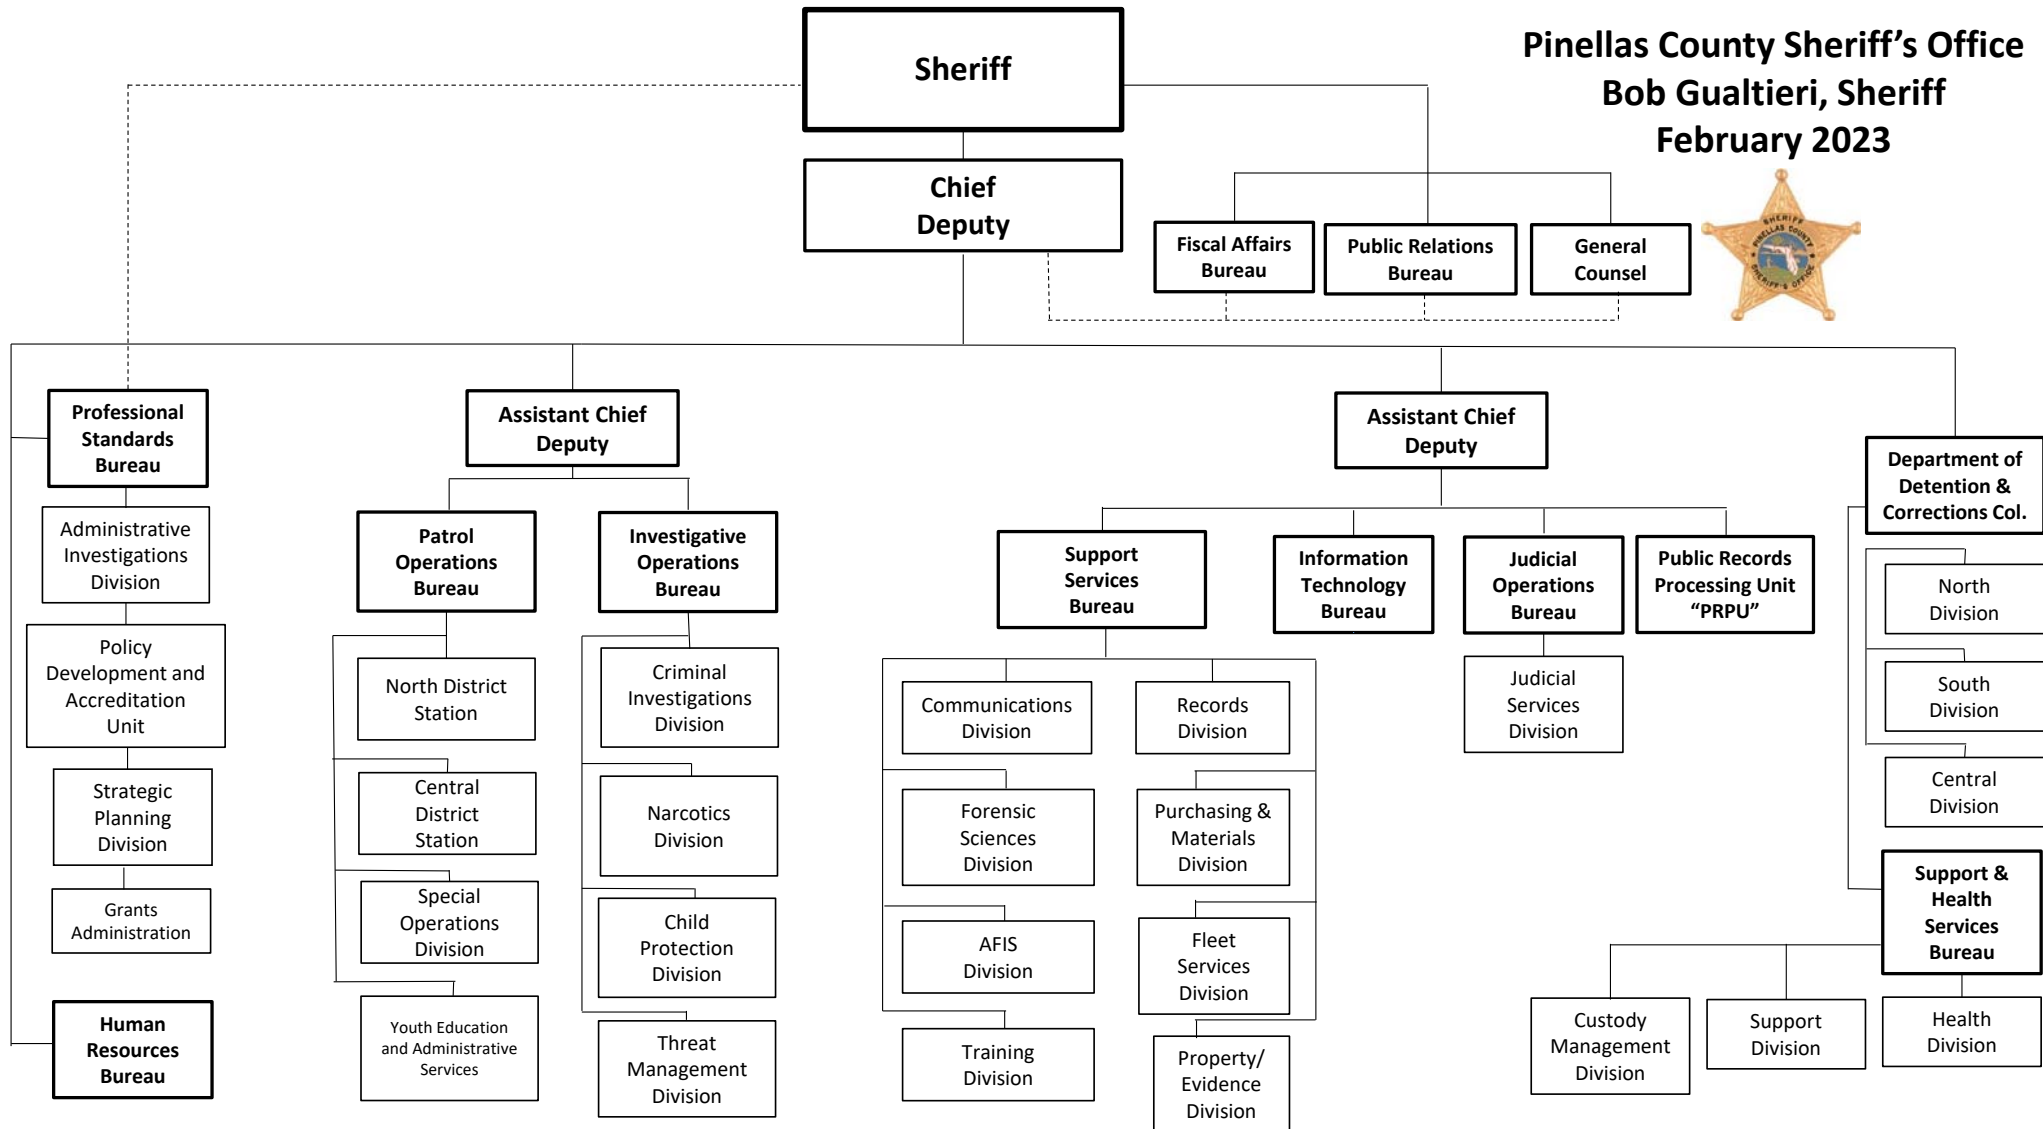 Pinellas County Sheriff’s Office
Bob Gualtieri, Sheriff
February 2023
Sheriff
Chief
Deputy
Fiscal Affairs
Bureau
Public Relations
Bureau
General
Counsel
SHERIFF
PINELLAS COUNTY
SHERIFF'S OFFICE
Professional
Standards
Bureau
Administrative
Investigations
Division
Policy
Development and
Accreditation
Unit
Strategic
Planning
Division
Grants
Administration
Human
Resources
Bureau
Assistant Chief
Deputy
Patrol
Operations
Bureau
North District
Station
Central
District
Station
Special
Operations
Division
Youth Education
and Administrative
Services
Investigative
Operations
Bureau
Criminal
Investigations
Division
Narcotics
Division
Child
Protection
Division
Threat
Management
Division
Assistant Chief
Deputy
Support
Services
Bureau
Communications
Division
Forensic
Sciences
Division
AFIS
Division
Training
Division
Records
Division
Purchasing &
Materials
Division
Fleet
Services
Division
Property/
Evidence
Division
Information
Technology
Bureau
Judicial
Operations
Bureau
Judicial
Services
Division
Public Records
Processing Unit
“PRPU”
Department of
Detention &
Corrections Col.
North
Division
South
Division
Central
Division
Support &
Health
Services
Bureau
Custody
Management
Division
Support
Division
Health
Division